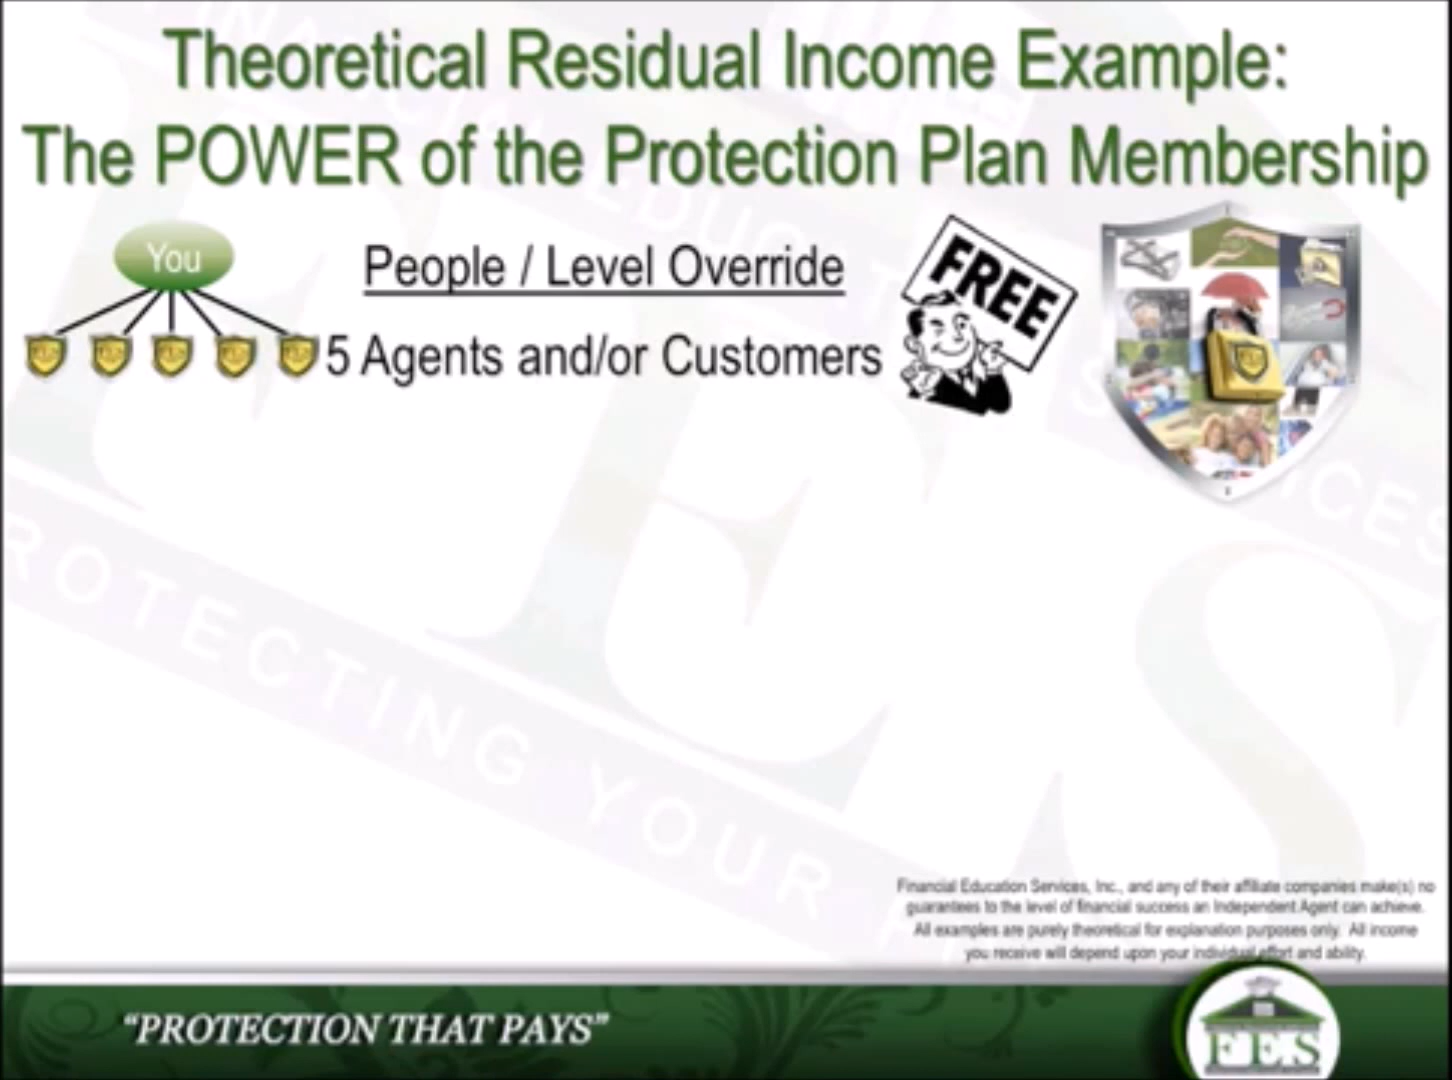 Theoretical Residual Income Example:
The POWER of the Protection Plan Membership
You
People / Level Override
FREE
5 Agents and/or Customers
Financial Education Services, Inc., and any of their affiliate companies make(s) no
guarantees to the level of financial success an Independent Agent can achieve.
All examples are purely theoretical for explanation purposes only. All income
you receive will depend upon your individual effort and ability.
“PROTECTION THAT PAYS”
FES
PROTECTING YOUR